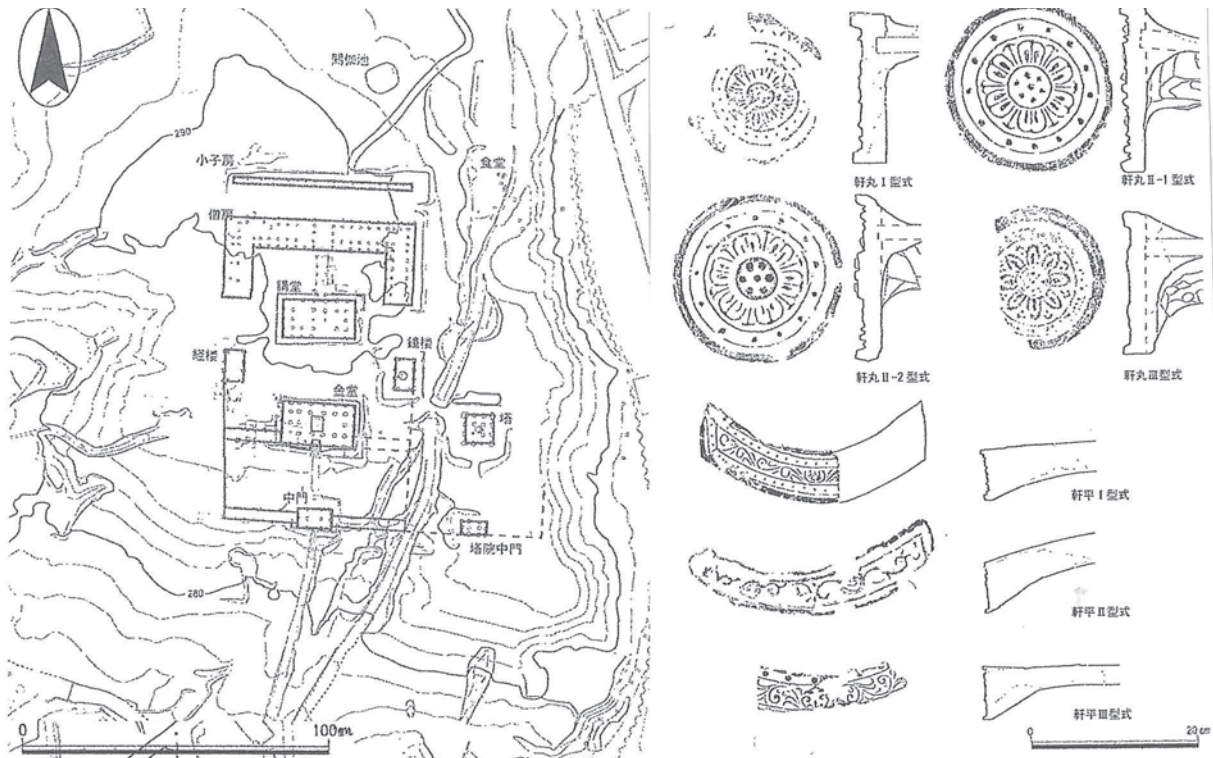 閼伽池
290
小子房
食堂
僧房
講堂
経楼
鐘楼
金堂
塔
中門
塔院中門
280
0 100m
軒丸Ⅰ型式
軒丸Ⅱ-1型式
軒丸Ⅱ-2型式
軒丸Ⅲ型式
軒平Ⅰ型式
軒平Ⅱ型式
軒平Ⅲ型式
0 20cm